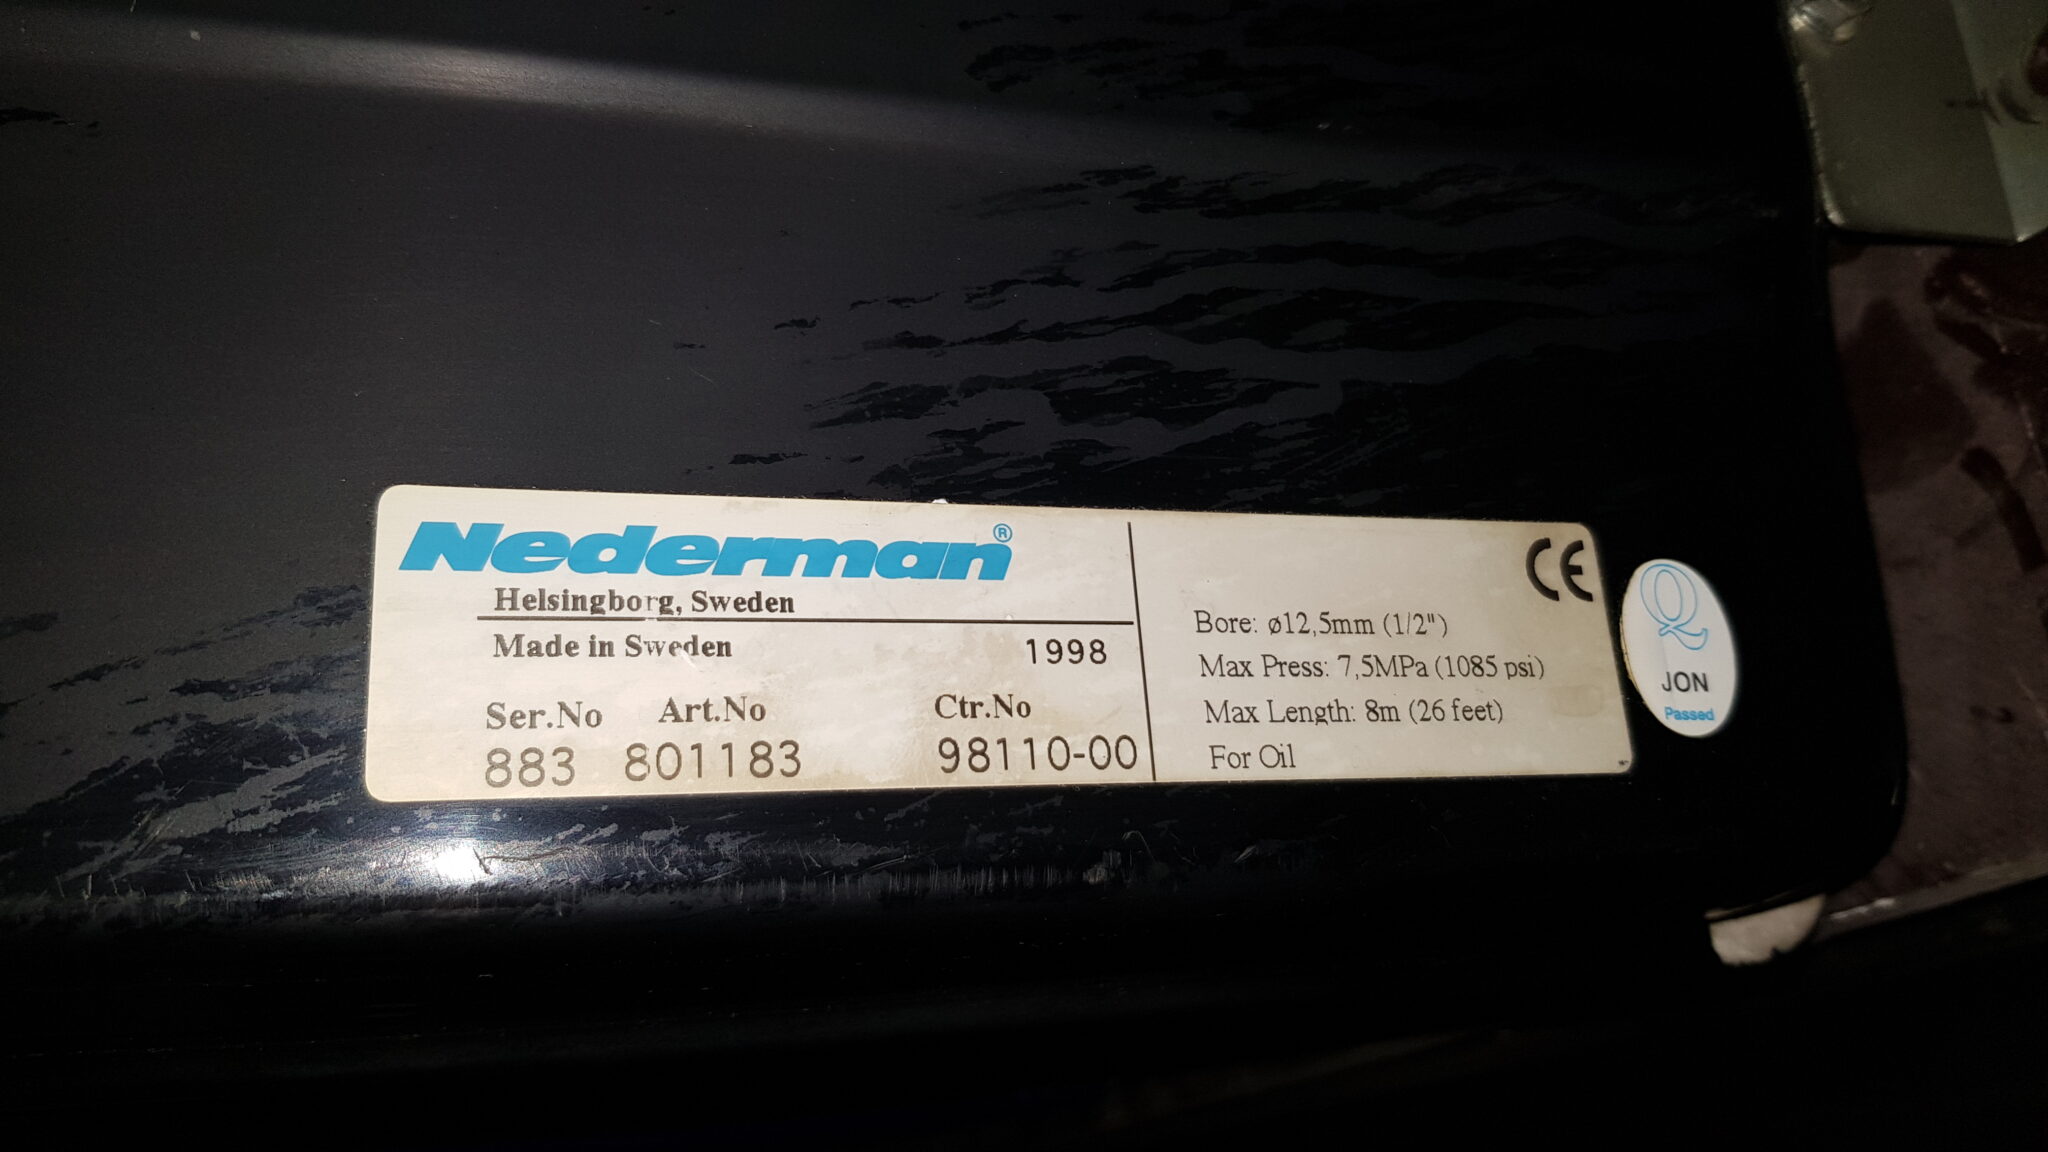 Nederman®
Helsingborg, Sweden
Made in Sweden 1998
Ser.No Art.No Ctr.No
883 801183 98110-00
CE
Bore: ø12,5mm (1/2")
Max Press: 7,5MPa (1085 psi)
Max Length: 8m (26 feet)
For Oil
Q
JON
Passed